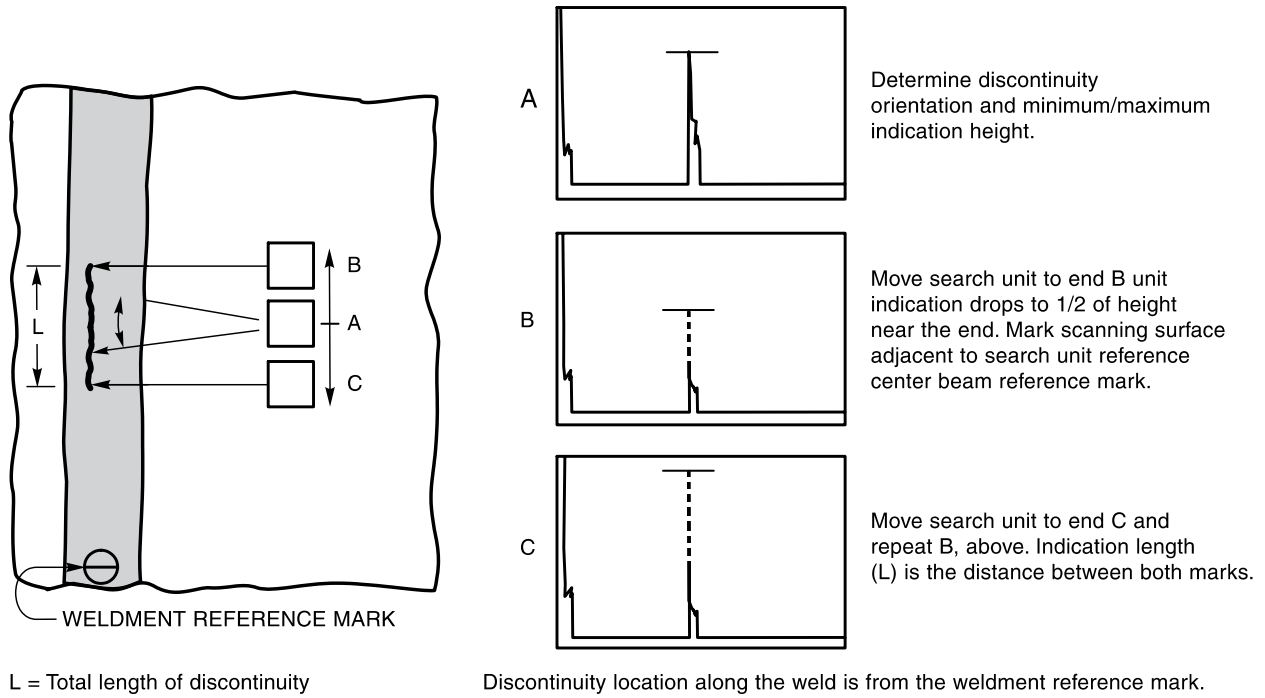 A
Determine discontinuity
orientation and minimum/maximum
indication height.
B
L
A
C
B
Move search unit to end B unit
indication drops to 1/2 of height
near the end. Mark scanning surface
adjacent to search unit reference
center beam reference mark.
C
Move search unit to end C and
repeat B, above. Indication length
(L) is the distance between both marks.
WELDMENT REFERENCE MARK
L = Total length of discontinuity
Discontinuity location along the weld is from the weldment reference mark.